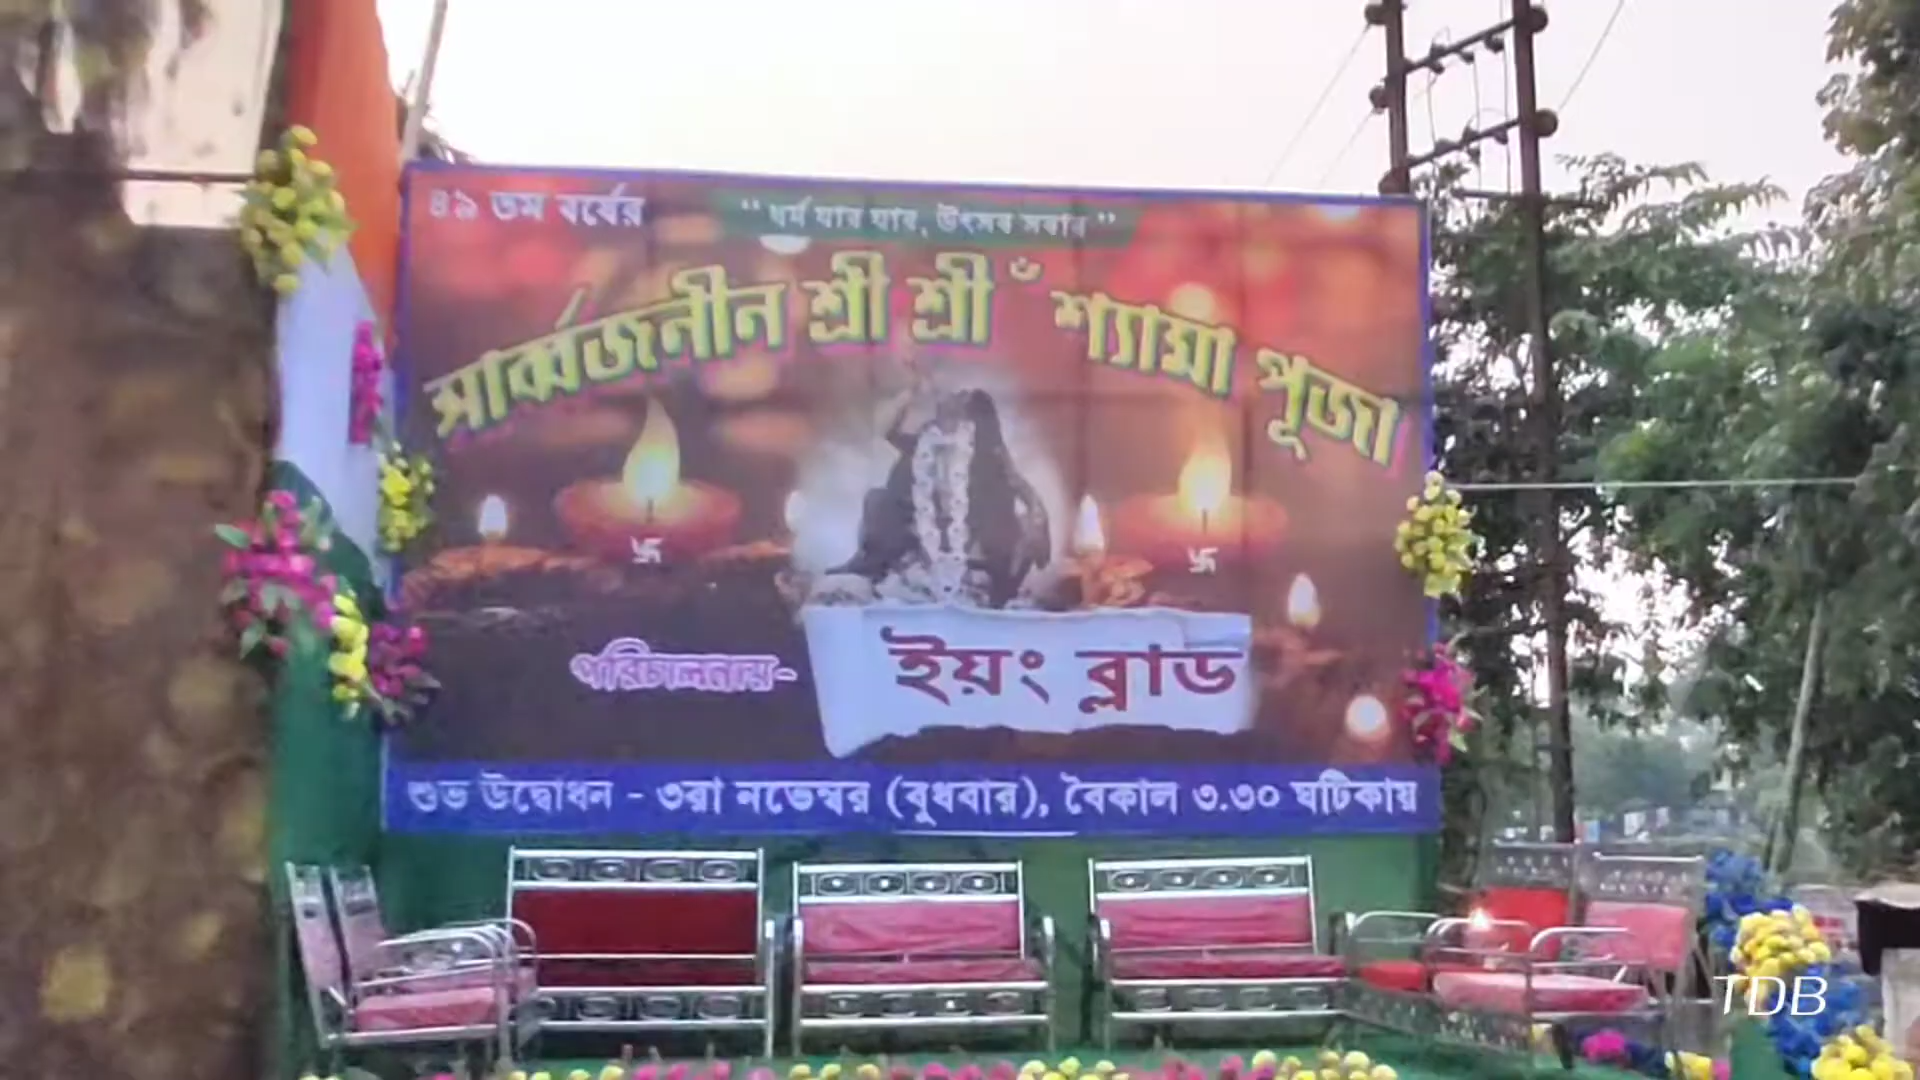 ৪৯ তম বর্ষের
“ ধর্ম যার যার, উৎসব সবার ”
সার্ব্বজনীন শ্রী শ্রী ঁ শ্যামা পূজা
পরিচালনায়-
ইয়ং ব্লাড
শুভ উদ্বোধন - ৩রা নভেম্বর (বুধবার), বৈকাল ৩.৩০ ঘটিকায়
TDB